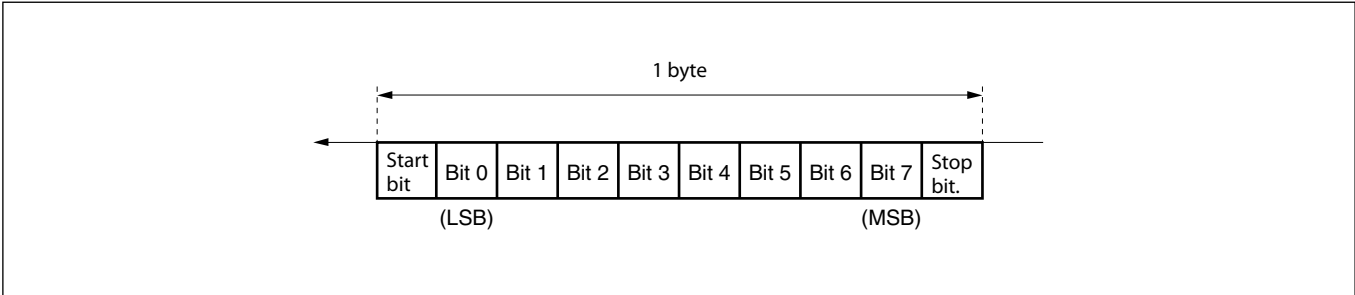 1 byte
Start bit
Bit 0
Bit 1
Bit 2
Bit 3
Bit 4
Bit 5
Bit 6
Bit 7
Stop bit.
(LSB)
(MSB)